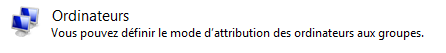 Ordinateurs
Vous pouvez définir le mode d'attribution des ordinateurs aux groupes.